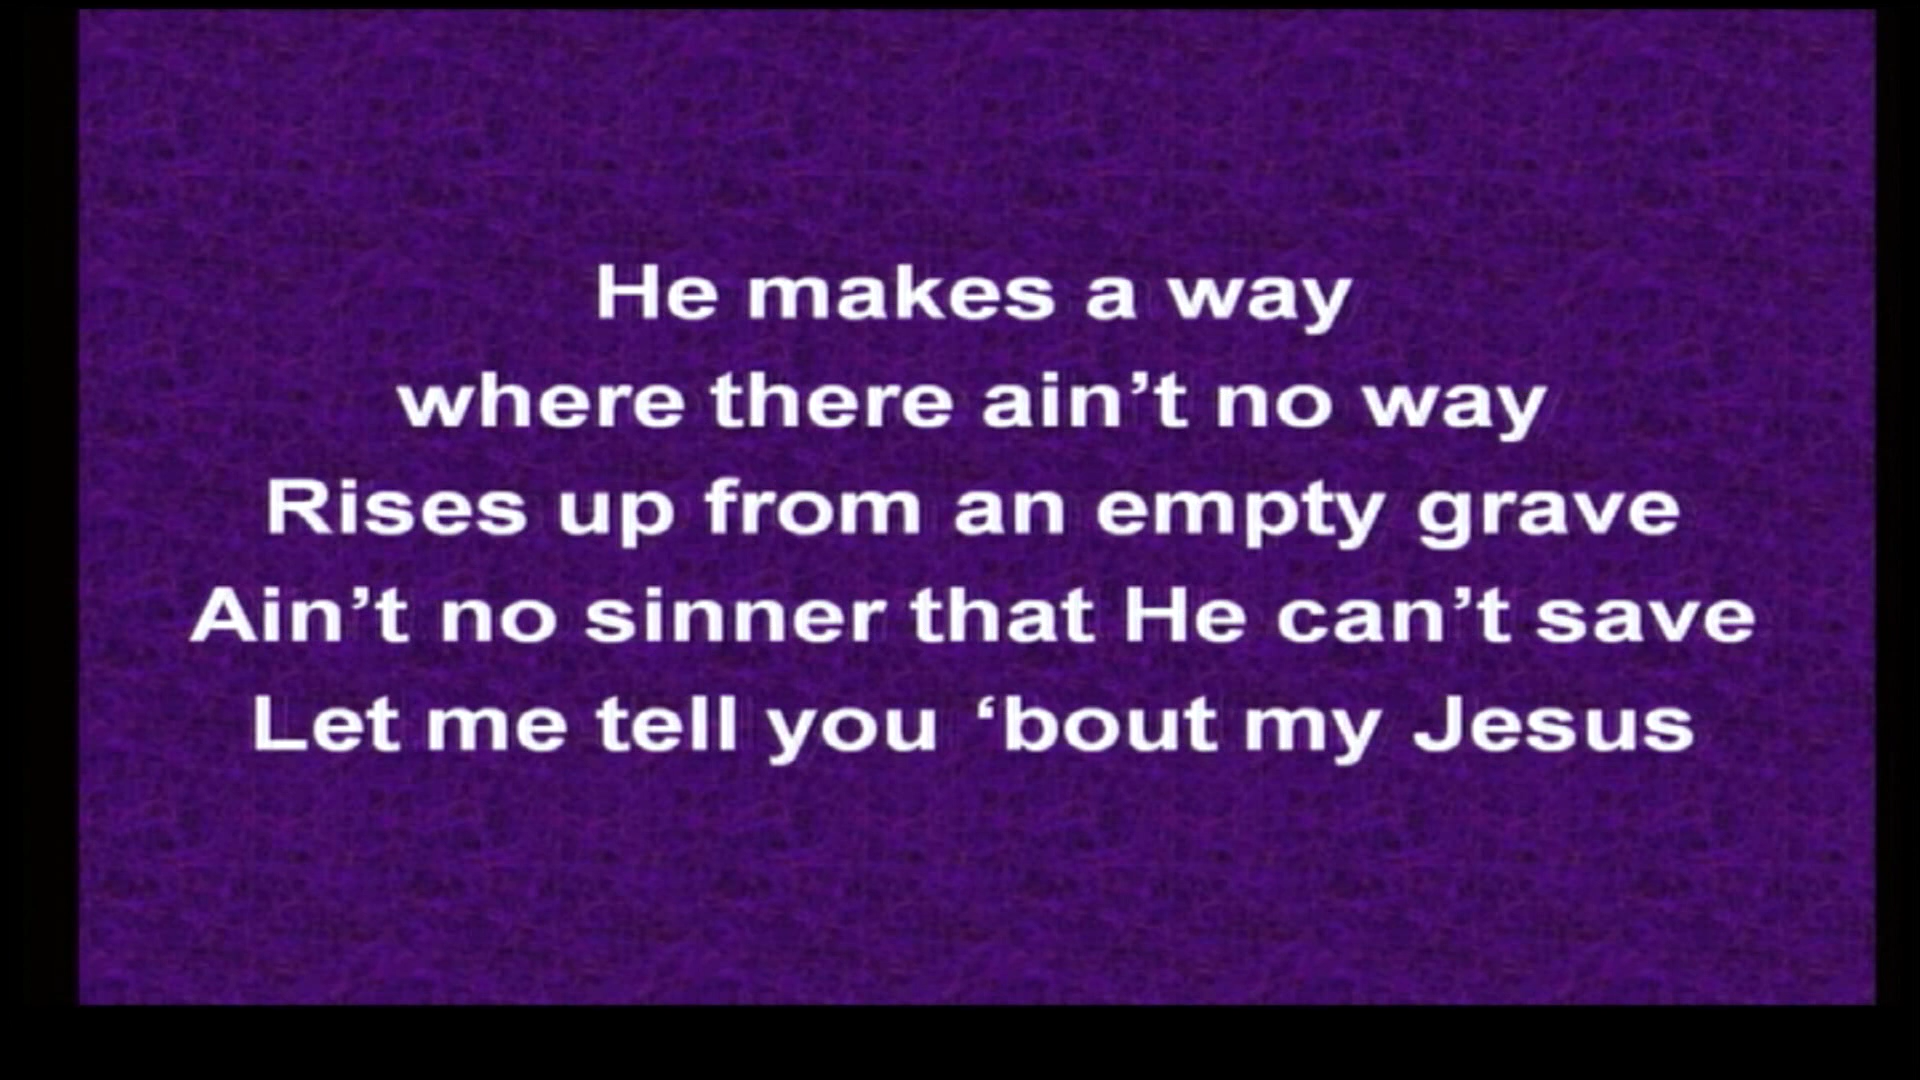 He makes a way
where there ain’t no way
Rises up from an empty grave
Ain’t no sinner that He can’t save
Let me tell you ‘bout my Jesus